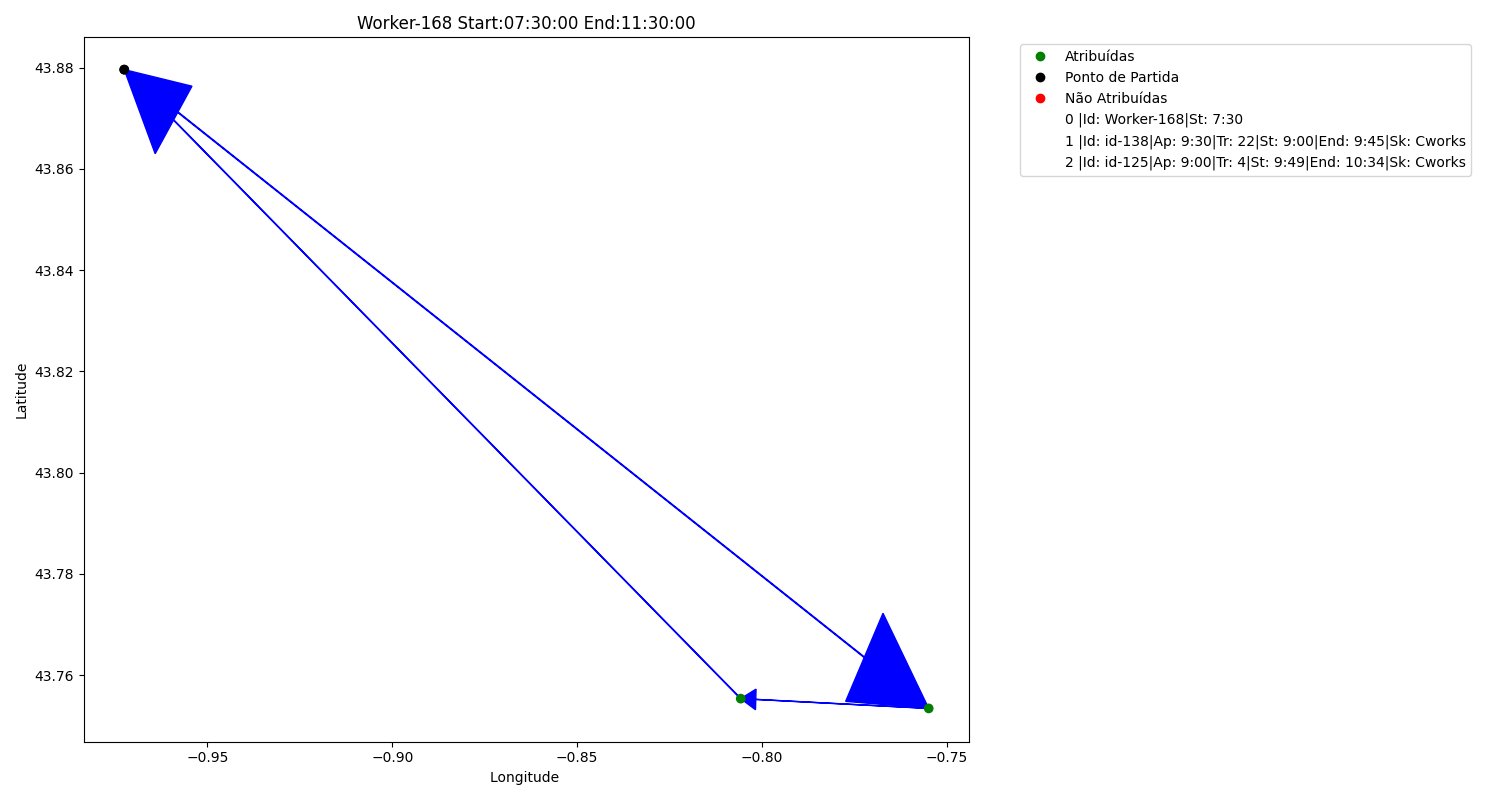 Worker-168 Start:07:30:00 End:11:30:00
Atribuídas
Ponto de Partida
Não Atribuídas
0 |Id: Worker-168|St: 7:30
1 |Id: id-138|Ap: 9:30|Tr: 22|St: 9:00|End: 9:45|Sk: Cworks
2 |Id: id-125|Ap: 9:00|Tr: 4|St: 9:49|End: 10:34|Sk: Cworks
43.88
43.86
43.84
43.82
43.80
43.78
43.76
Latitude
−0.95
−0.90
−0.85
−0.80
−0.75
Longitude